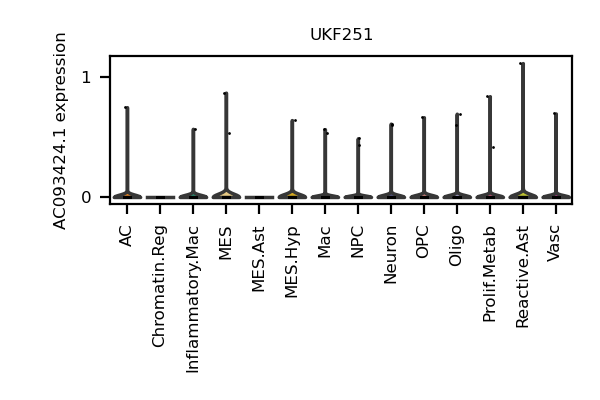 UKF251
AC093424.1 expression
1
0
AC
Chromatin.Reg
Inflammatory.Mac
MES
MES.Ast
MES.Hyp
Mac
NPC
Neuron
OPC
Oligo
Prolif.Metab
Reactive.Ast
Vasc